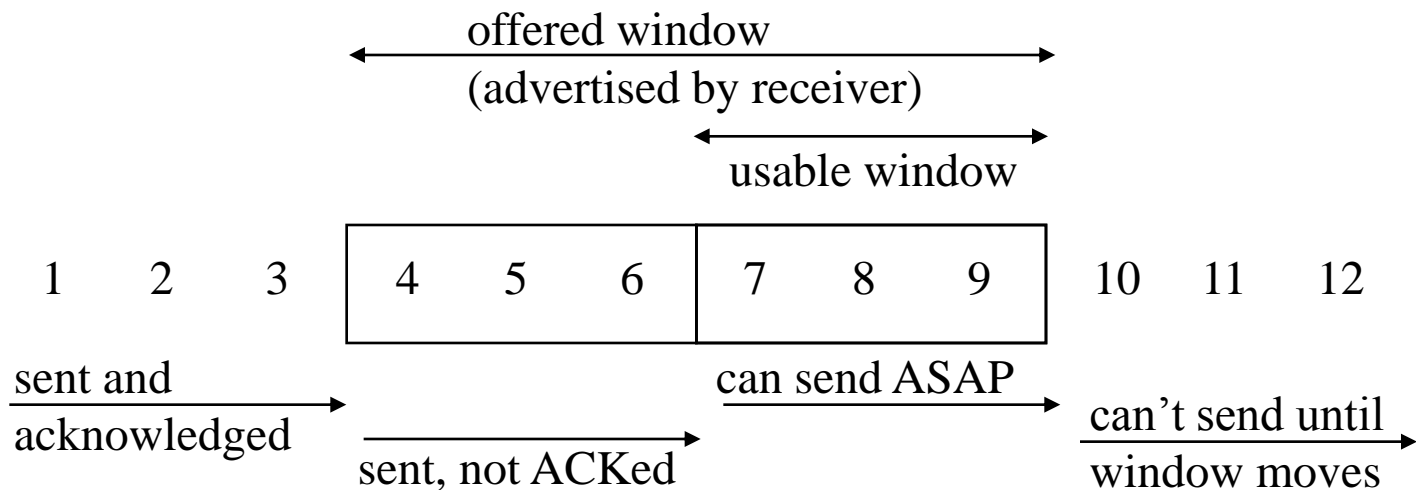 offered window
(advertised by receiver)
usable window
1 2 3 4 5 6 7 8 9 10 11 12
sent and
acknowledged
sent, not ACKed
can send ASAP
can’t send until
window moves